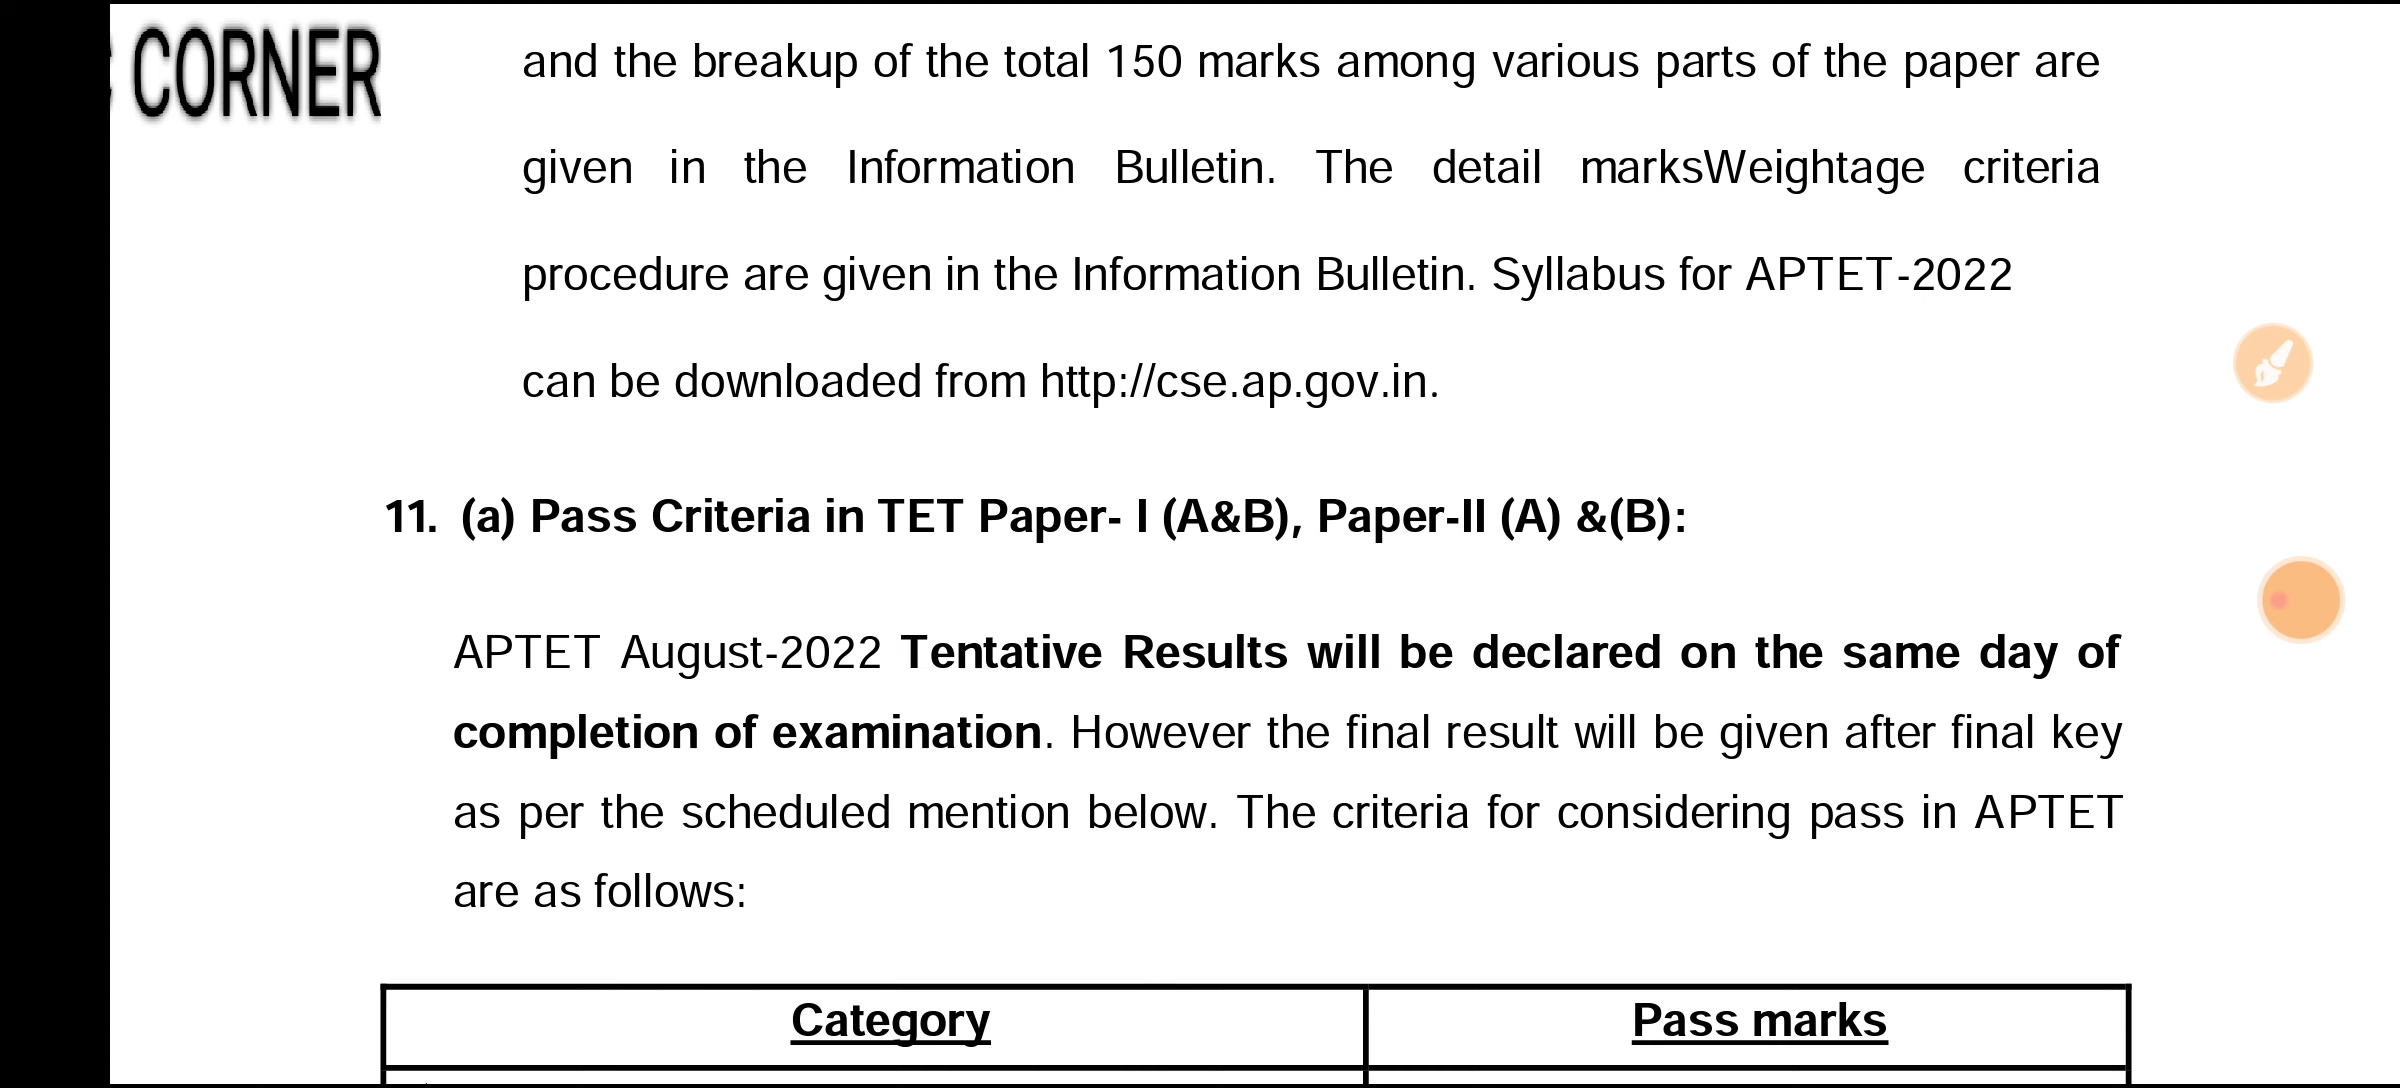 CORNER
and the breakup of the total 150 marks among various parts of the paper are
given in the Information Bulletin. The detail marksWeightage criteria
procedure are given in the Information Bulletin. Syllabus for APTET-2022
can be downloaded from http://cse.ap.gov.in.
11. (a) Pass Criteria in TET Paper- I (A&B), Paper-II (A) &(B):
APTET August-2022 Tentative Results will be declared on the same day of
completion of examination. However the final result will be given after final key
as per the scheduled mention below. The criteria for considering pass in APTET
are as follows:
Category Pass marks